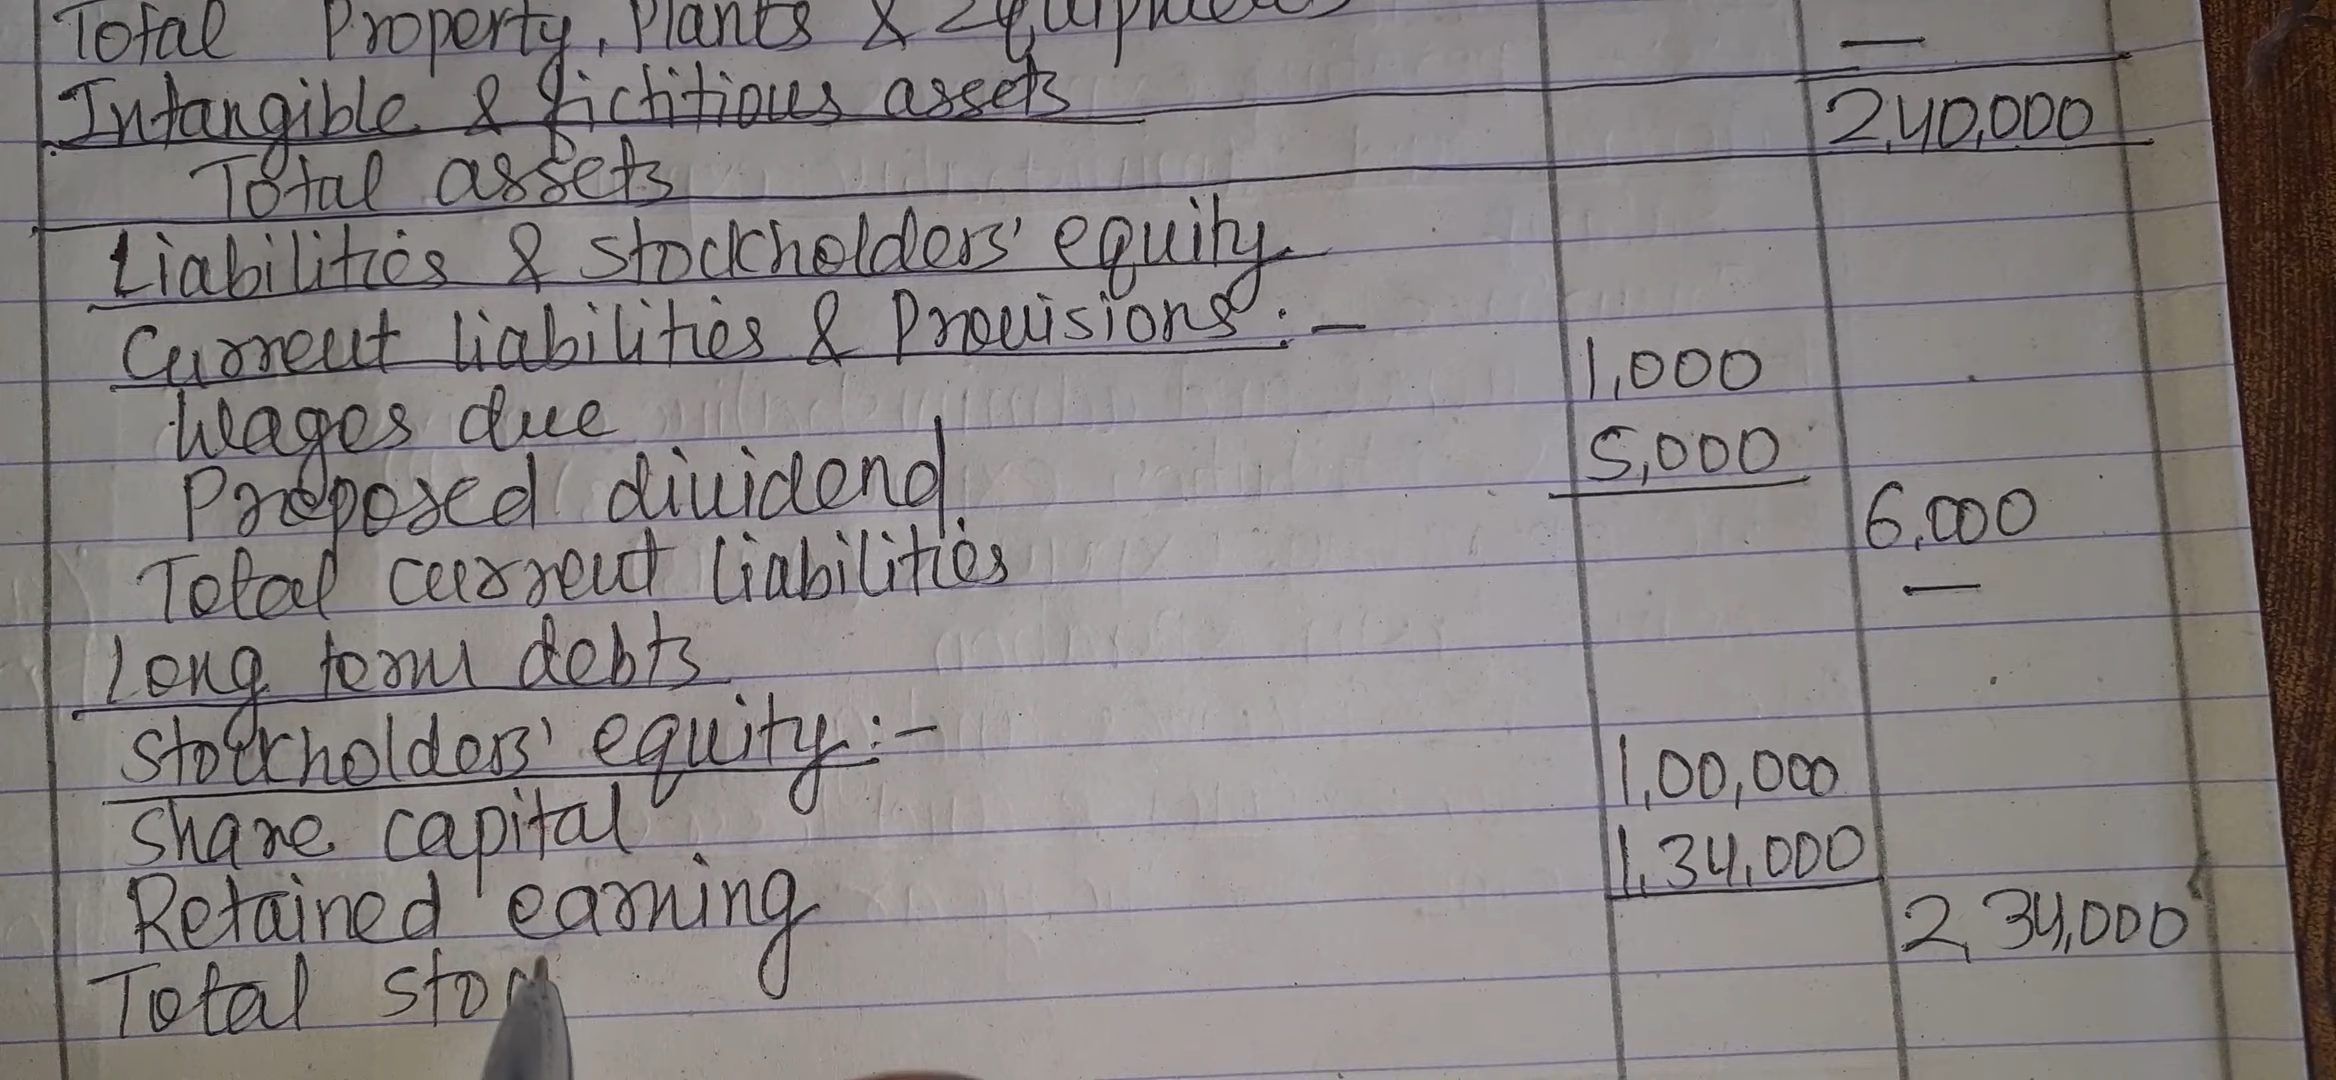 Total Property, Plants & Equipments
Intangible & fictitious assets —
Total assets 2,40,000
Liabilities & stockholders' equity
Current liabilities & Provisions:-
Wages due 1,000
Proposed dividend 5,000
Total current liabilities 6,000
Long term debts —
Stockholders' equity:-
Share capital 1,00,000
Retained earning 1,34,000
Total 2,34,000